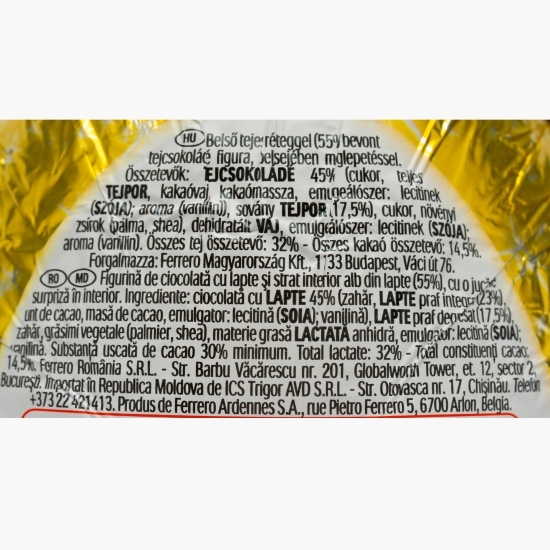 HU Belső tejes réteggel (55%) bevont
tejcsokoládé figura, belsejében meglepetéssel.
Összetevők: TEJCSOKOLÁDÉ 45% (cukor, teljes
TEJPOR, kakaóvaj, kakaómassza, emulgeálószer: lecitinek
(SZÓJA); aroma (vanilin)), sovány TEJPOR (17,5%), cukor, növényi
zsírok (pálma, shea), dehidratált VAJ, emulgeálószer: lecitinek (SZÓJA);
aroma (vanilin). Összes tej összetevő: 32% - Összes kakaó összetevő: 14,5%.
Forgalmazza: Ferrero Magyarország Kft., 1133 Budapest, Váci út 76.
RO MD Figurină de ciocolată cu lapte și strat interior alb din lapte (55%), cu o jucărie
surpriză în interior. Ingrediente: ciocolată cu LAPTE 45% (zahăr, LAPTE praf integral (23%),
unt de cacao, masă de cacao, emulgator: lecitină (SOIA); vanilină), LAPTE praf degresat (17,5%),
zahăr, grăsimi vegetale (palmier, shea), materie grasă LACTATĂ anhidră, emulgator: lecitină (SOIA);
vanilină. Substanță uscată de cacao 30% minimum. Total lactate: 32% - Total constituenți cacao:
14,5%. Ferrero România S.R.L. - Str. Barbu Văcărescu nr. 201, Globalworth Tower, et. 12, sector 2,
București. Importat în Republica Moldova de ICS Trigor AVD S.R.L. - Str. Otovasca nr. 17, Chișinău. Telefon
+373 22 421413. Produs de Ferrero Ardennes S.A., rue Pietro Ferrero 5, 6700 Arlon, Belgia.